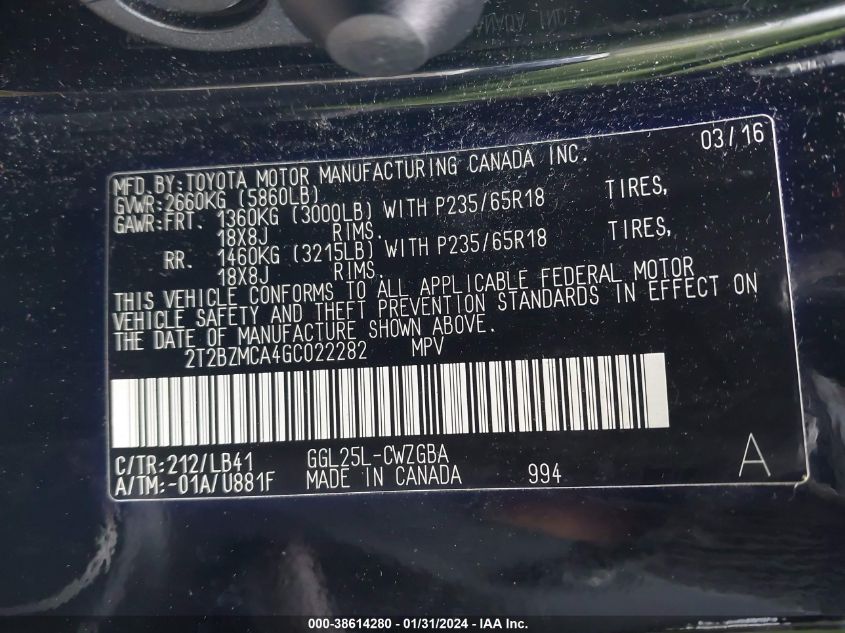 MFD.BY:TOYOTA MOTOR MANUFACTURING CANADA INC. 03/16
GVWR:2660KG (5860LB)
GAWR:FRT. 1360KG (3000LB) WITH P235/65R18 TIRES,
18X8J RIMS.
RR. 1460KG (3215LB) WITH P235/65R18 TIRES,
18X8J RIMS.
THIS VEHICLE CONFORMS TO ALL APPLICABLE FEDERAL MOTOR
VEHICLE SAFETY AND THEFT PREVENTION STANDARDS IN EFFECT ON
THE DATE OF MANUFACTURE SHOWN ABOVE.
2T2BZMCA4GC022282 MPV
C/TR:212/LB41 GGL25L-CWZGBA
A/TM:-01A/U881F MADE IN CANADA 994 A
000-38614280 - 01/31/2024 - IAA Inc.